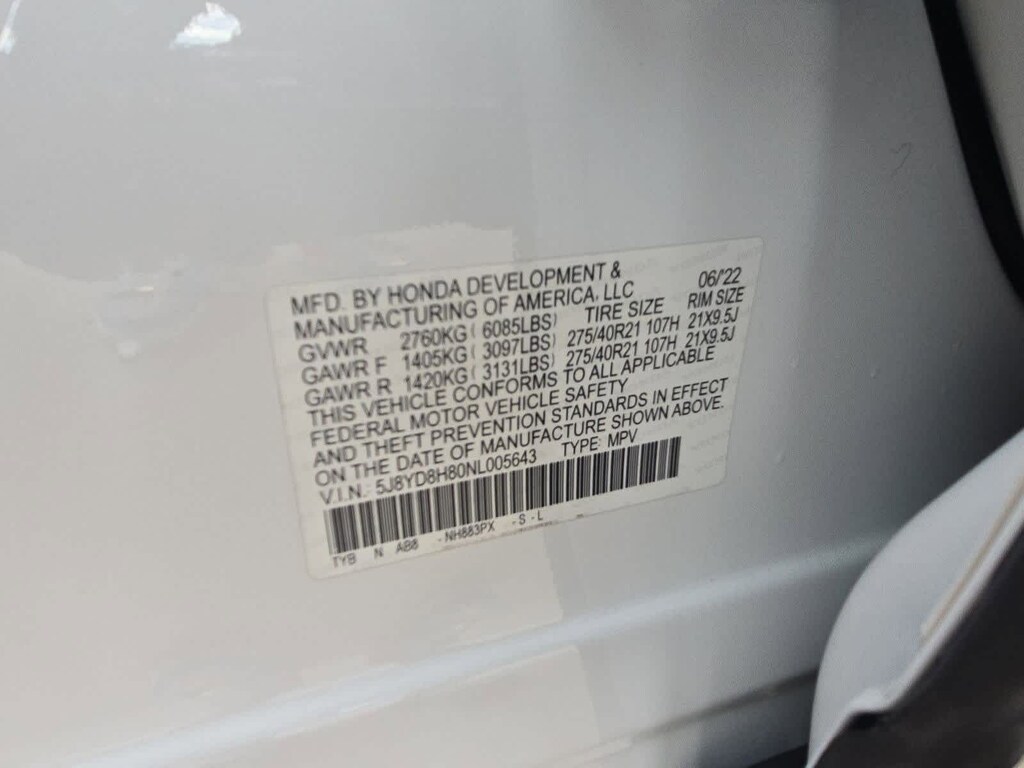 MFD. BY HONDA DEVELOPMENT & 06/'22
MANUFACTURING OF AMERICA, LLC
GVWR 2760KG ( 6085LBS) TIRE SIZE RIM SIZE
GAWR F 1405KG ( 3097LBS) 275/40R21 107H 21X9.5J
GAWR R 1420KG ( 3131LBS) 275/40R21 107H 21X9.5J
THIS VEHICLE CONFORMS TO ALL APPLICABLE
FEDERAL MOTOR VEHICLE SAFETY
AND THEFT PREVENTION STANDARDS IN EFFECT
ON THE DATE OF MANUFACTURE SHOWN ABOVE.
V.I.N.: 5J8YD8H80NL005643 TYPE: MPV
TYB N AB8 -NH883PX -S -L -